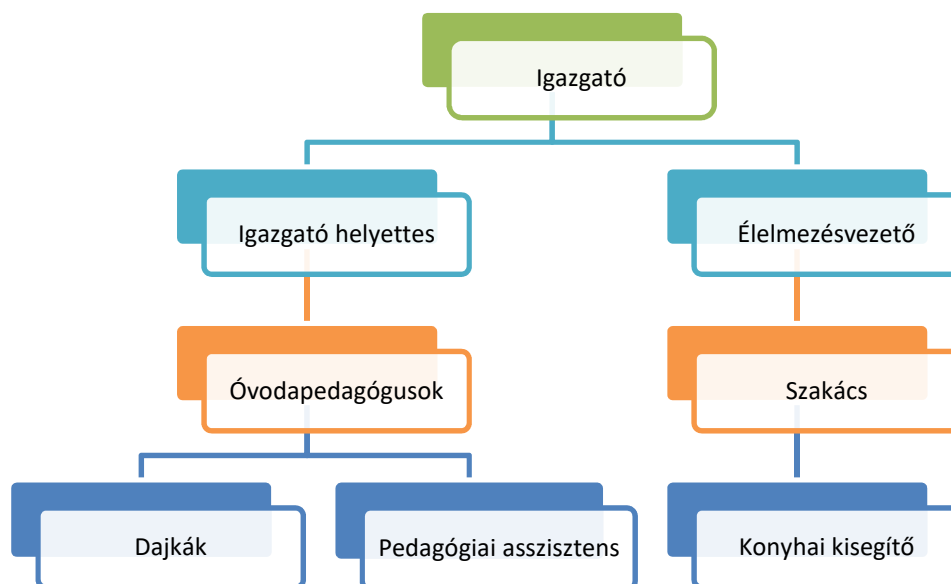 Igazgató
Igazgató helyettes
Élelmezésvezető
Óvodapedagógusok
Szakács
Dajkák
Pedagógiai asszisztens
Konyhai kisegítő